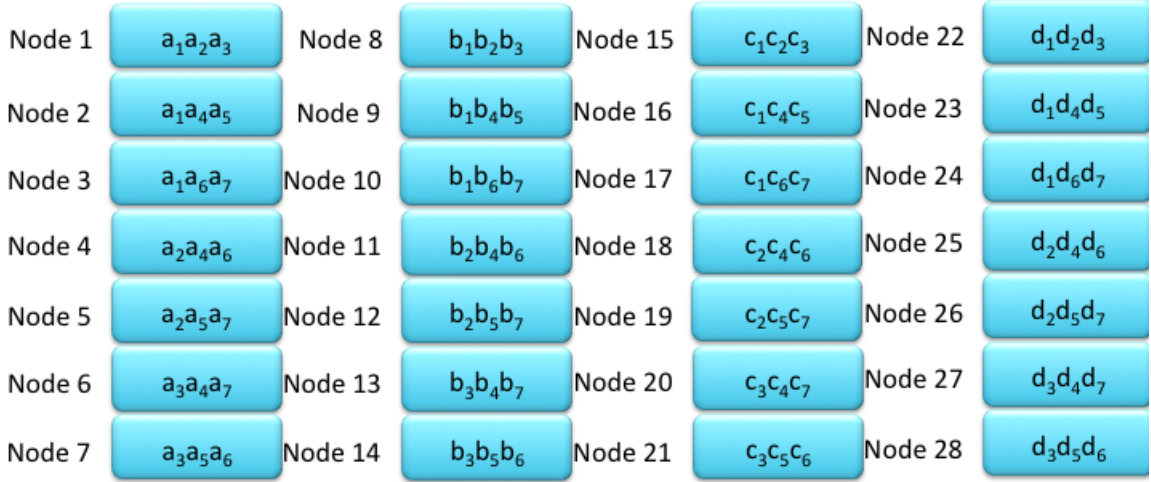 Node 1 a₁a₂a₃ Node 8 b₁b₂b₃ Node 15 c₁c₂c₃ Node 22 d₁d₂d₃
Node 2 a₁a₄a₅ Node 9 b₁b₄b₅ Node 16 c₁c₄c₅ Node 23 d₁d₄d₅
Node 3 a₁a₆a₇ Node 10 b₁b₆b₇ Node 17 c₁c₆c₇ Node 24 d₁d₆d₇
Node 4 a₂a₄a₆ Node 11 b₂b₄b₆ Node 18 c₂c₄c₆ Node 25 d₂d₄d₆
Node 5 a₂a₅a₇ Node 12 b₂b₅b₇ Node 19 c₂c₅c₇ Node 26 d₂d₅d₇
Node 6 a₃a₄a₇ Node 13 b₃b₄b₇ Node 20 c₃c₄c₇ Node 27 d₃d₄d₇
Node 7 a₃a₅a₆ Node 14 b₃b₅b₆ Node 21 c₃c₅c₆ Node 28 d₃d₅d₆